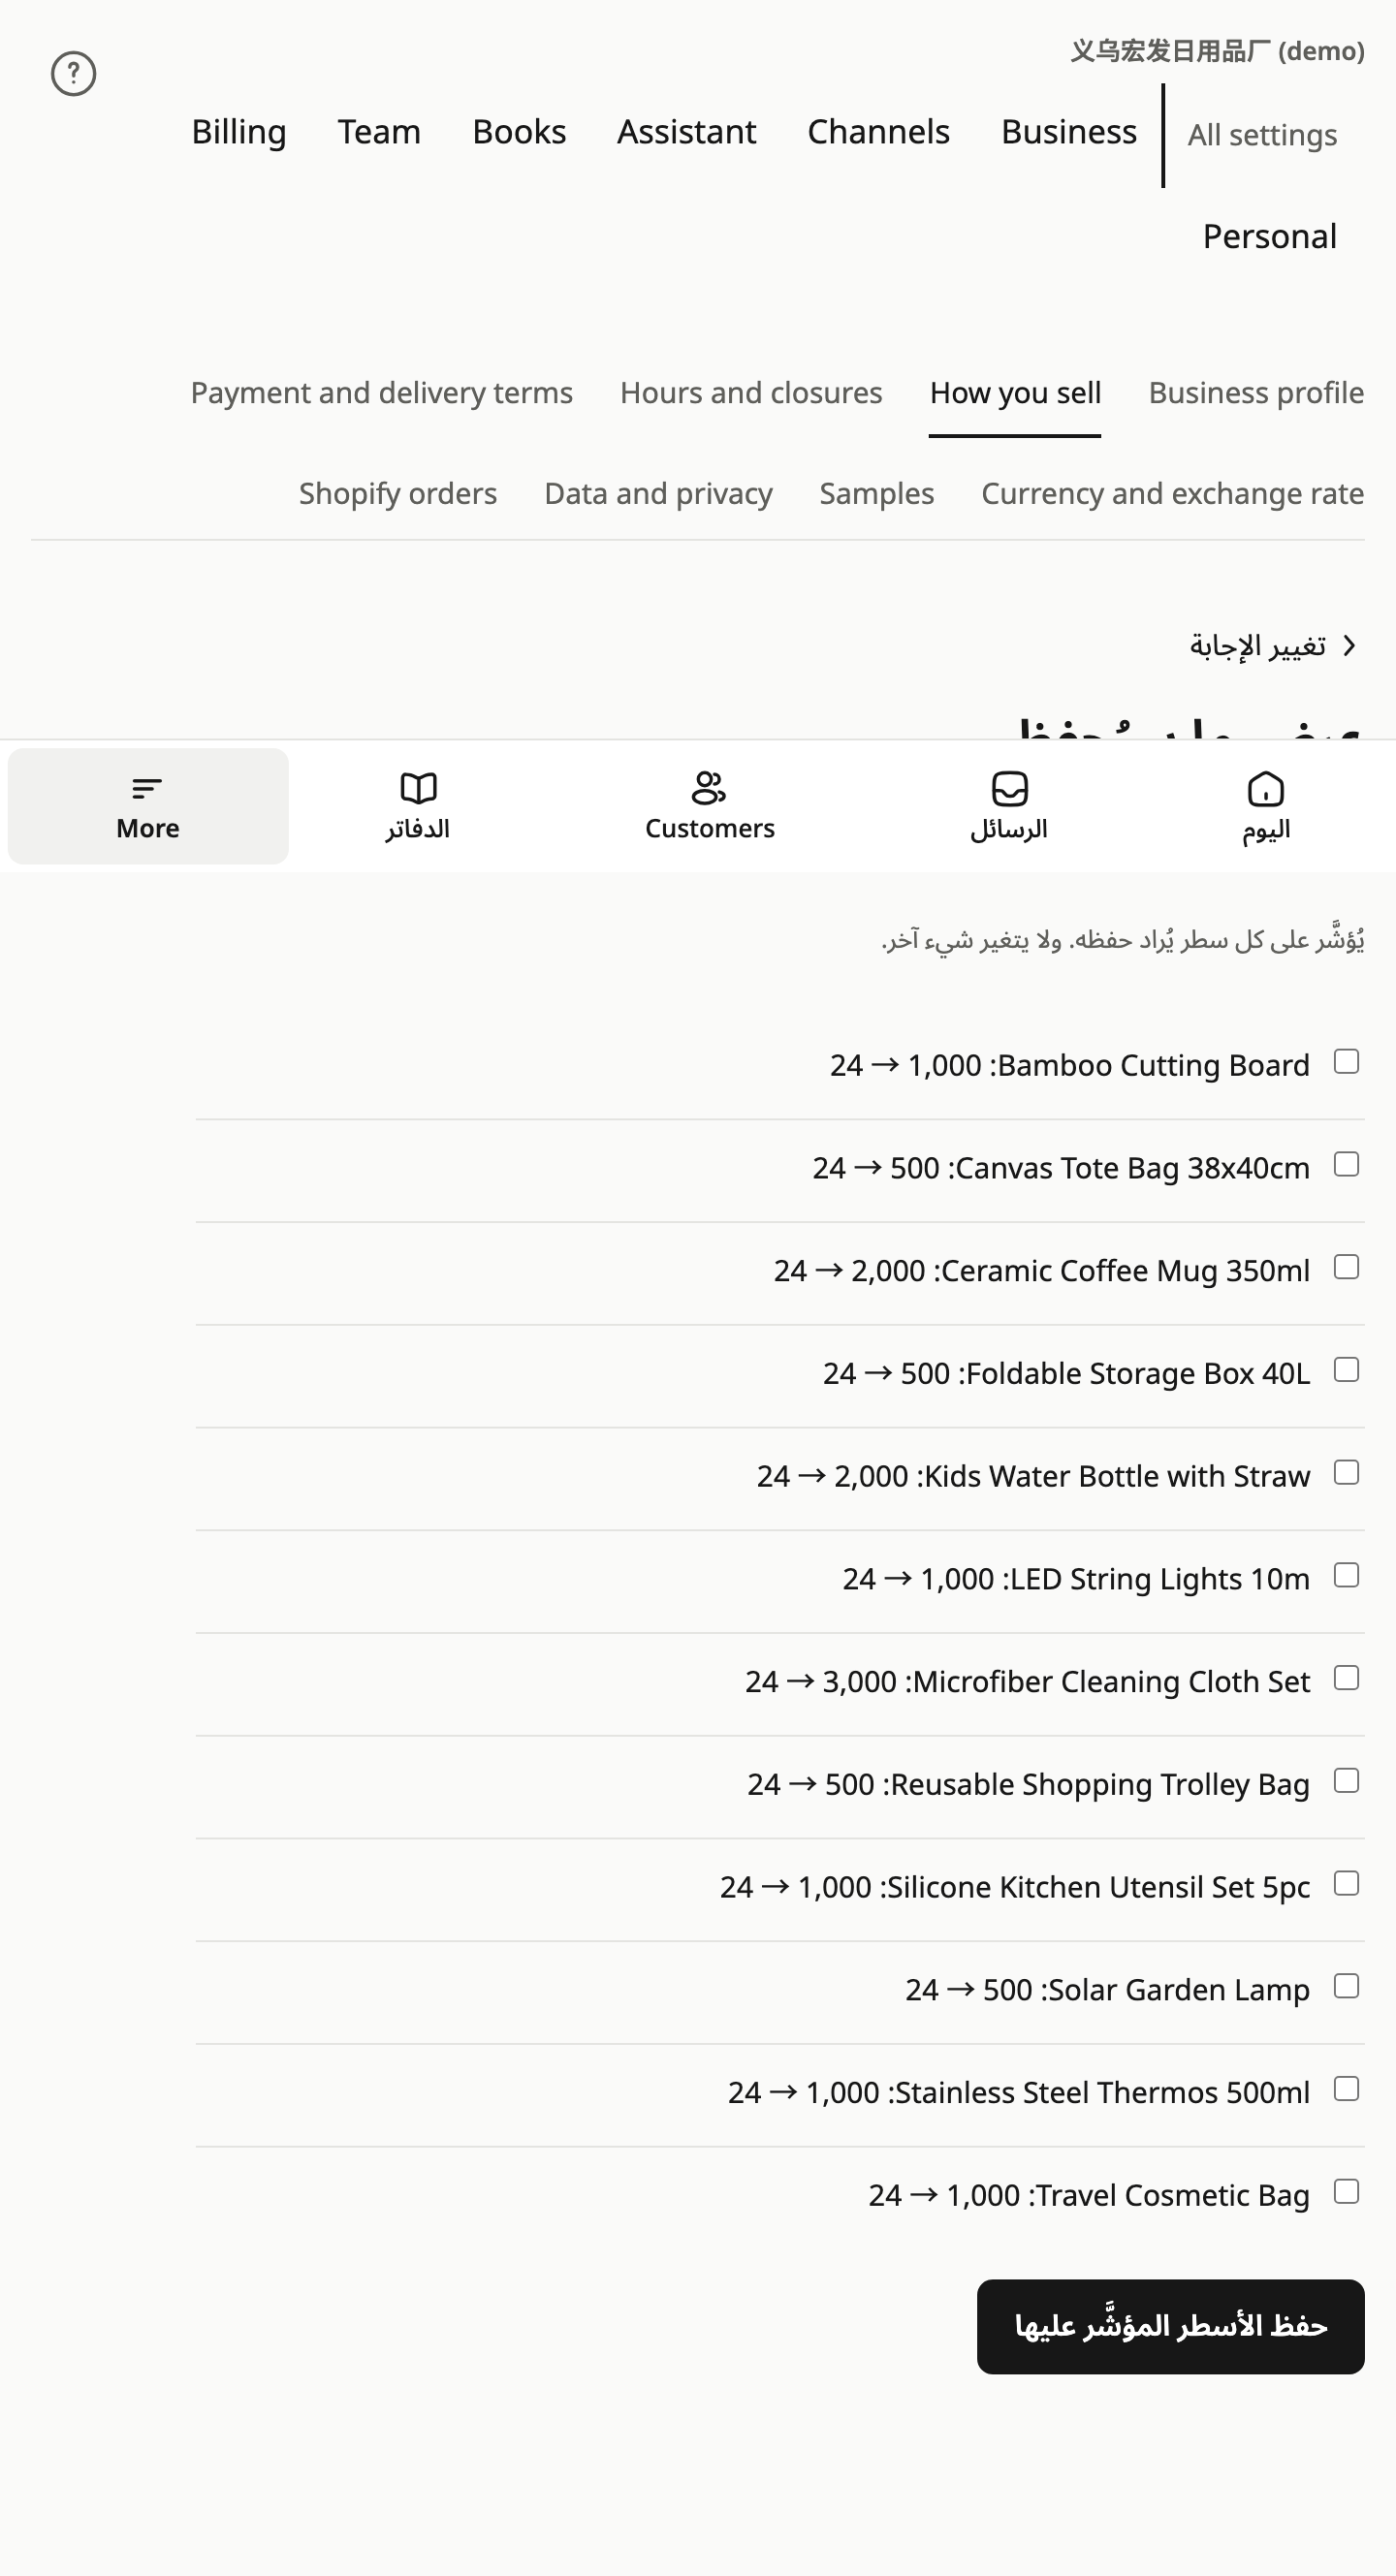 义乌宏发日用品厂 (demo)
All settings
Business
Channels
Assistant
Books
Team
Billing
Personal
Business profile
How you sell
Hours and closures
Payment and delivery terms
Currency and exchange rate
Samples
Data and privacy
Shopify orders
تغيير الإجابة
اليوم
الرسائل
Customers
الدفاتر
More
يُؤشَّر على كل سطر يُراد حفظه. ولا يتغير شيء آخر.
Bamboo Cutting Board: 24 → 1,000
Canvas Tote Bag 38x40cm: 24 → 500
Ceramic Coffee Mug 350ml: 24 → 2,000
Foldable Storage Box 40L: 24 → 500
Kids Water Bottle with Straw: 24 → 2,000
LED String Lights 10m: 24 → 1,000
Microfiber Cleaning Cloth Set: 24 → 3,000
Reusable Shopping Trolley Bag: 24 → 500
Silicone Kitchen Utensil Set 5pc: 24 → 1,000
Solar Garden Lamp: 24 → 500
Stainless Steel Thermos 500ml: 24 → 1,000
Travel Cosmetic Bag: 24 → 1,000
حفظ الأسطر المؤشَّر عليها